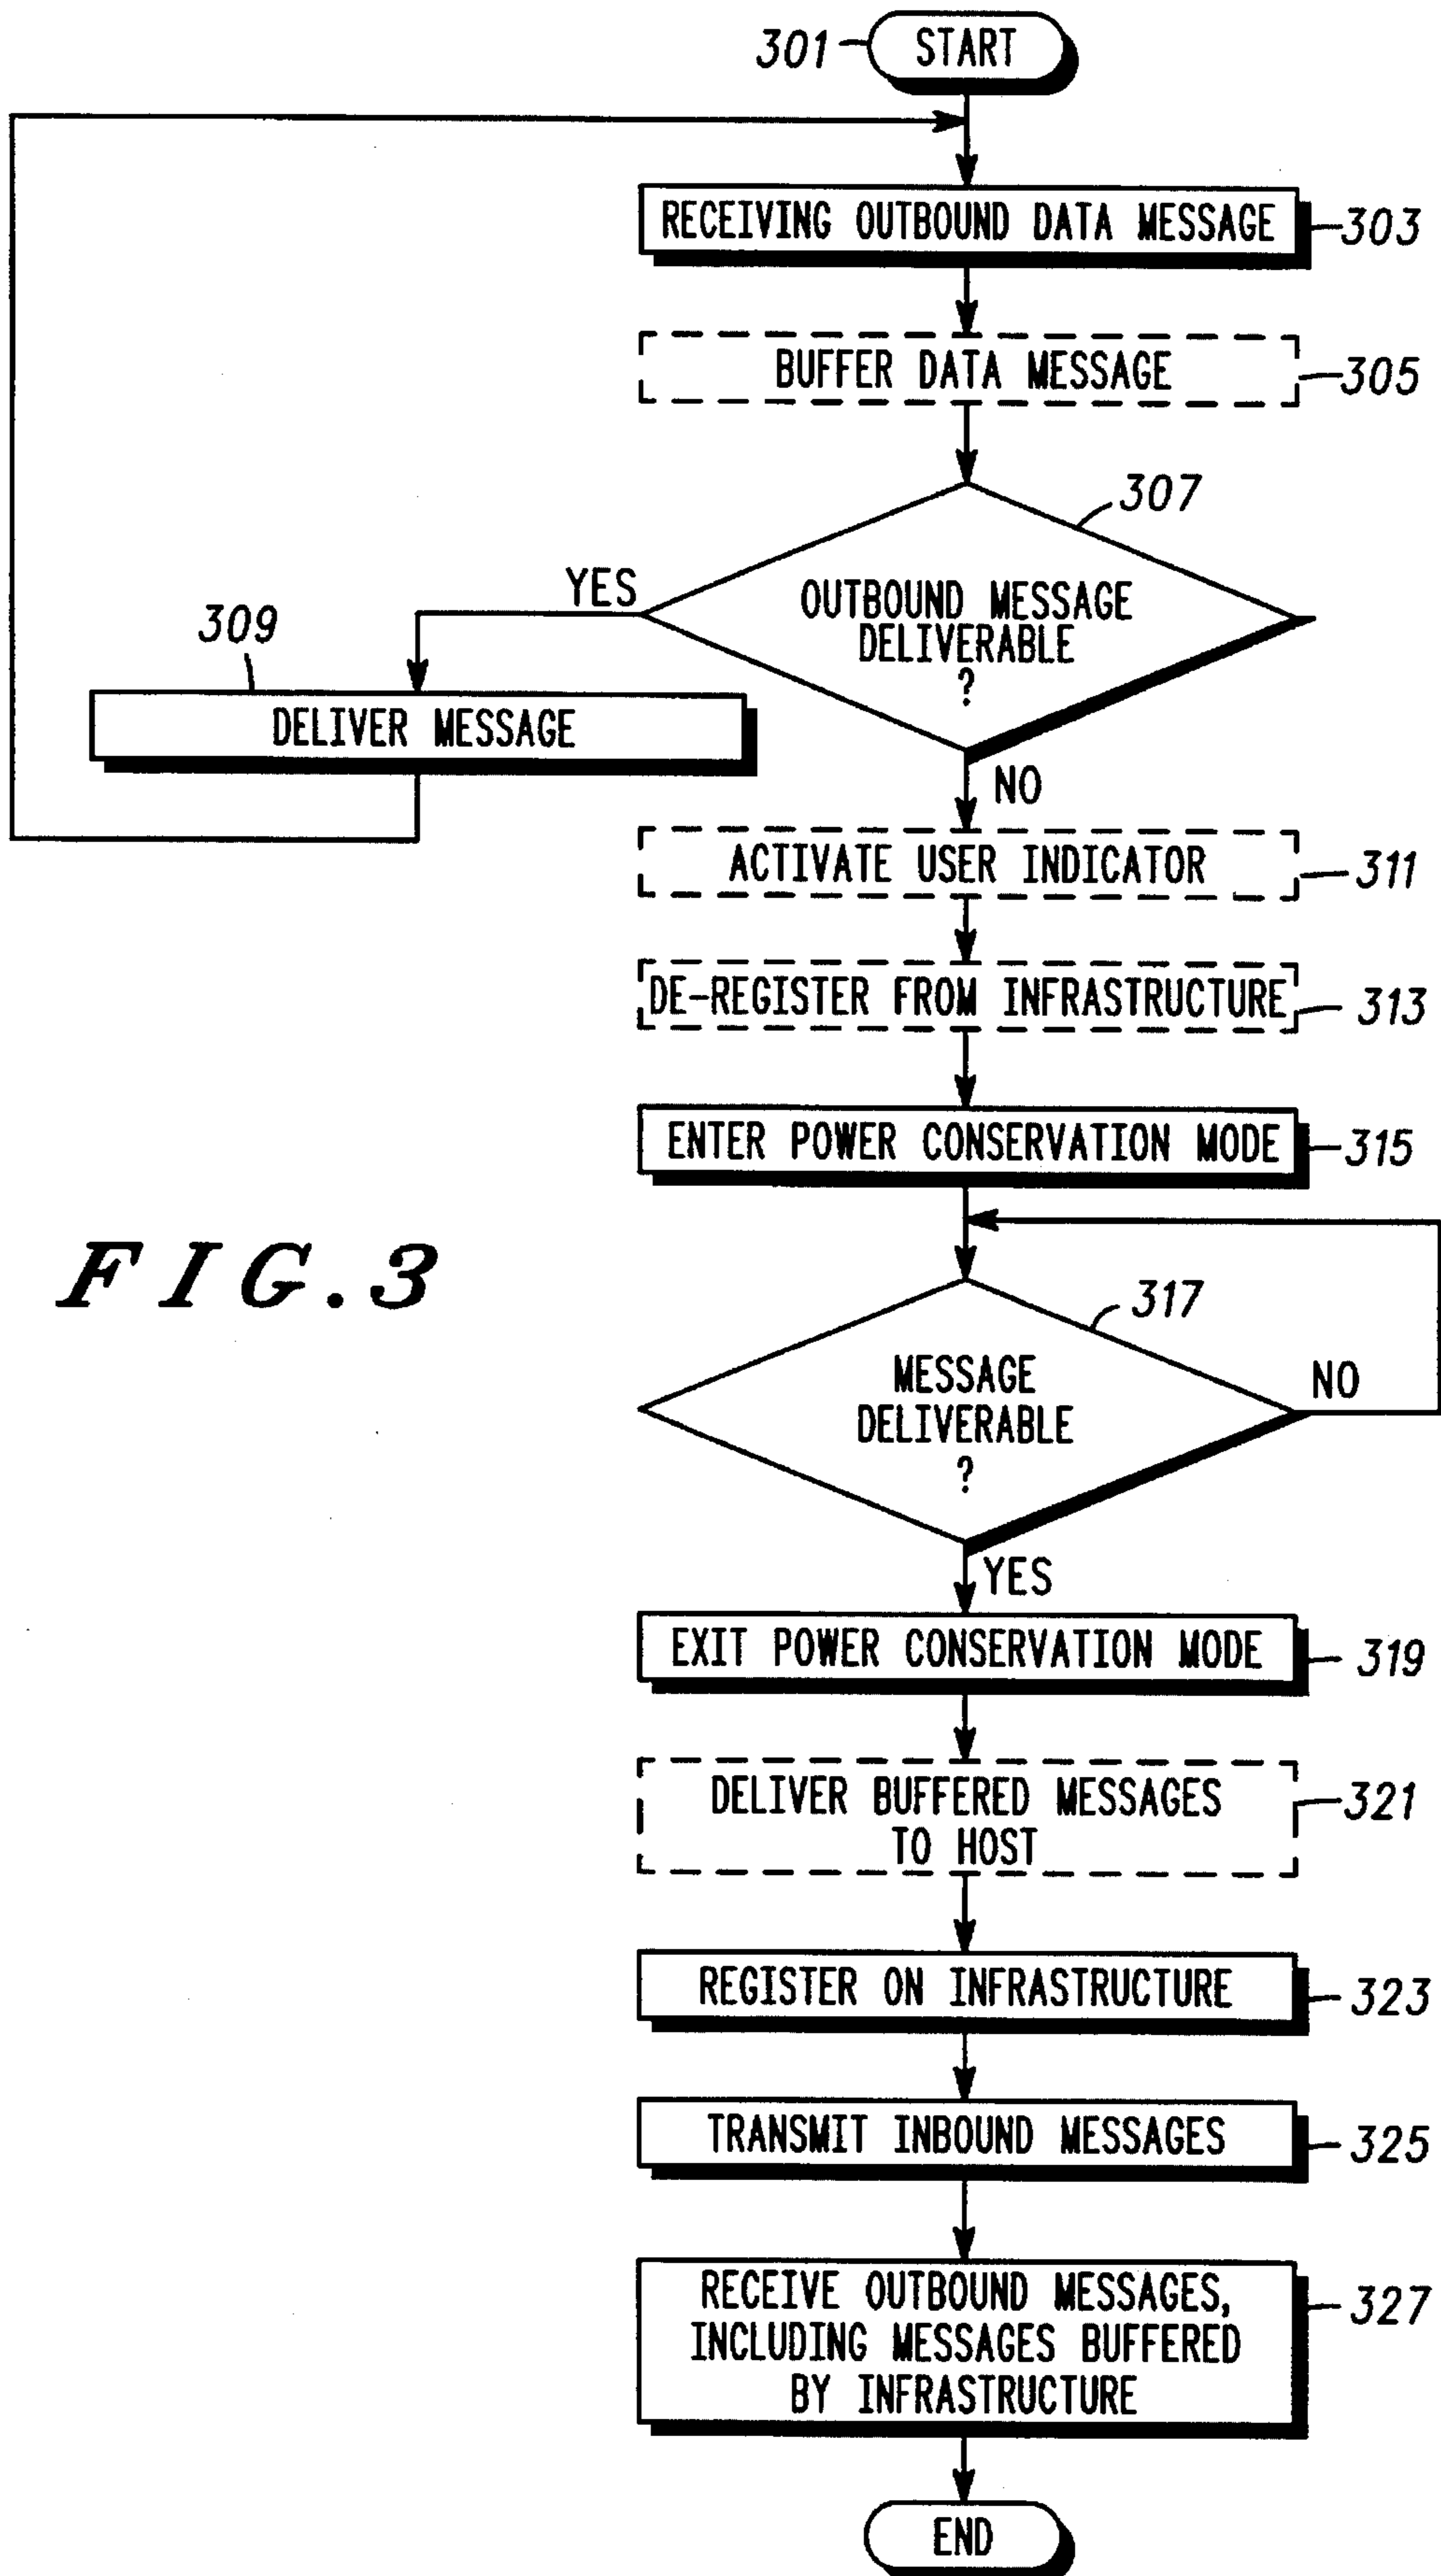 301
START
RECEIVING OUTBOUND DATA MESSAGE
303
BUFFER DATA MESSAGE
305
307
OUTBOUND MESSAGE
DELIVERABLE
?
YES
309
DELIVER MESSAGE
NO
ACTIVATE USER INDICATOR
311
DE-REGISTER FROM INFRASTRUCTURE
313
ENTER POWER CONSERVATION MODE
315
FIG.3
317
MESSAGE
DELIVERABLE
?
NO
YES
EXIT POWER CONSERVATION MODE
319
DELIVER BUFFERED MESSAGES
TO HOST
321
REGISTER ON INFRASTRUCTURE
323
TRANSMIT INBOUND MESSAGES
325
RECEIVE OUTBOUND MESSAGES,
INCLUDING MESSAGES BUFFERED
BY INFRASTRUCTURE
327
END